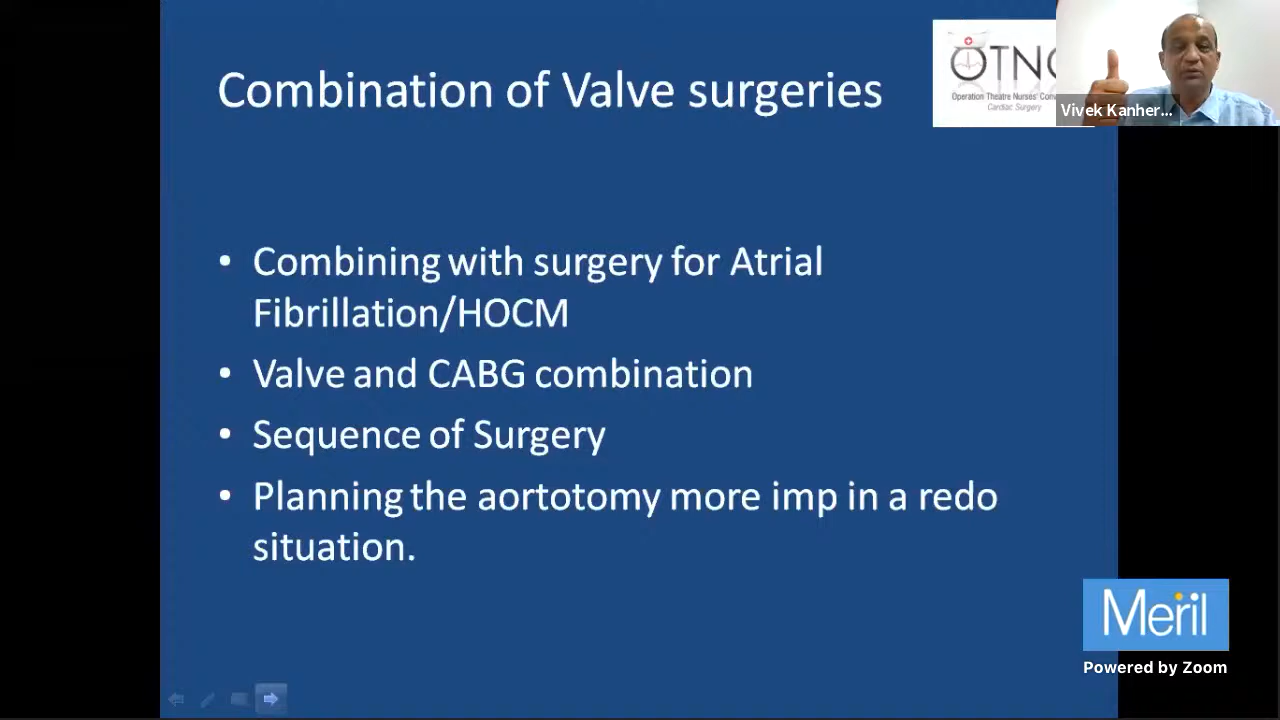 Combination of Valve surgeries
OTNC
Operation Theatre Nurses'
Cardiac Surgery
Vivek Kanher...
• Combining with surgery for Atrial
Fibrillation/HOCM
• Valve and CABG combination
• Sequence of Surgery
• Planning the aortotomy more imp in a redo
situation.
Meril
Powered by Zoom